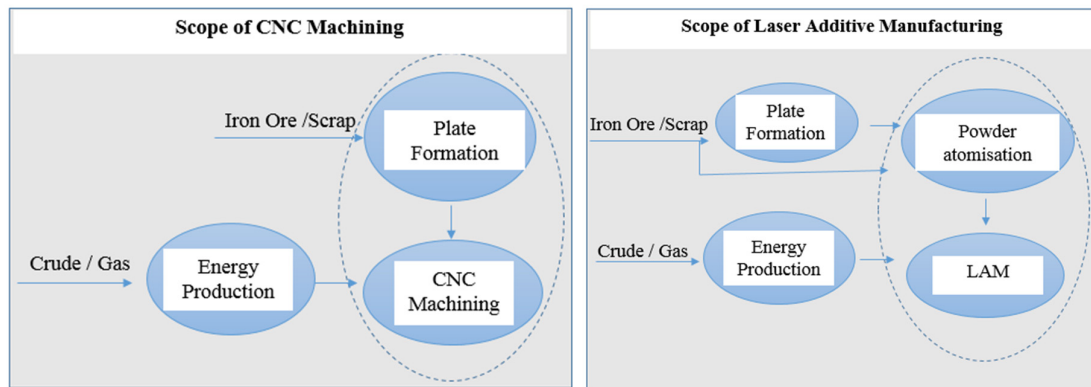 Scope of CNC Machining
Iron Ore /Scrap
Plate
Formation
Crude / Gas
Energy
Production
CNC
Machining
Scope of Laser Additive Manufacturing
Iron Ore /Scrap
Plate
Formation
Powder
atomisation
Crude / Gas
Energy
Production
LAM